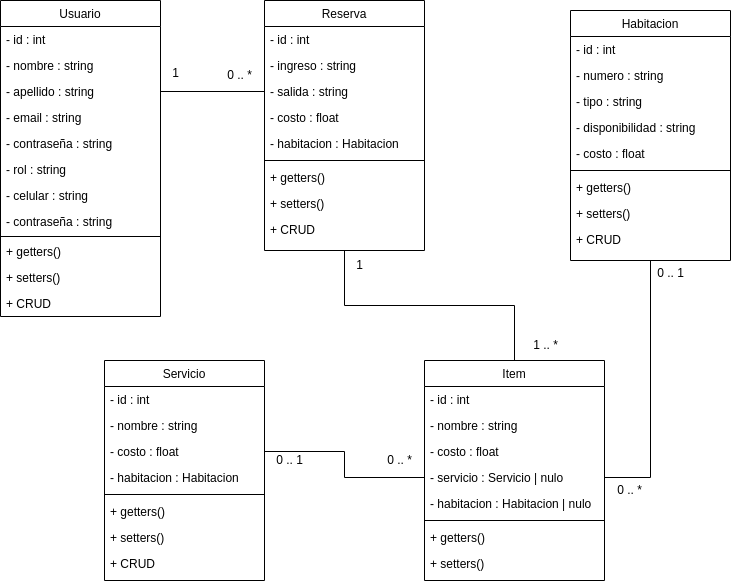 Usuario
- id : int
- nombre : string
- apellido : string
- email : string
- contraseña : string
- rol : string
- celular : string
- contraseña : string
+ getters()
+ setters()
+ CRUD
1
0 .. *
Reserva
- id : int
- ingreso : string
- salida : string
- costo : float
- habitacion : Habitacion
+ getters()
+ setters()
+ CRUD
Habitacion
- id : int
- numero : string
- tipo : string
- disponibilidad : string
- costo : float
+ getters()
+ setters()
+ CRUD
1
0 .. 1
1 .. *
Servicio
- id : int
- nombre : string
- costo : float
- habitacion : Habitacion
+ getters()
+ setters()
+ CRUD
0 .. 1
0 .. *
Item
- id : int
- nombre : string
- costo : float
- servicio : Servicio | nulo
- habitacion : Habitacion | nulo
+ getters()
+ setters()
0 .. *